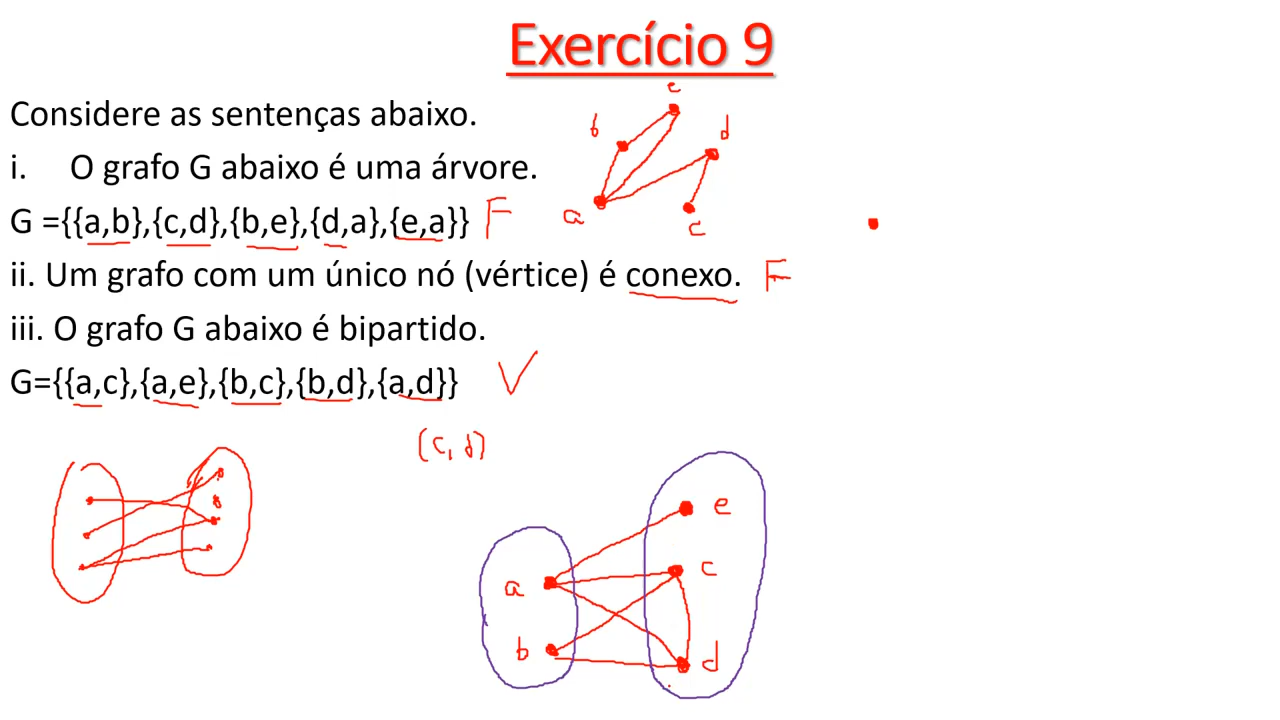 Exercício 9
Considere as sentenças abaixo.
i. O grafo G abaixo é uma árvore.
G ={{a,b},{c,d},{b,e},{d,a},{e,a}} F
ii. Um grafo com um único nó (vértice) é conexo. F
iii. O grafo G abaixo é bipartido.
G={{a,c},{a,e},{b,c},{b,d},{a,d}} V
e
b
d
a
c
(c, d)
e
a
c
b
d